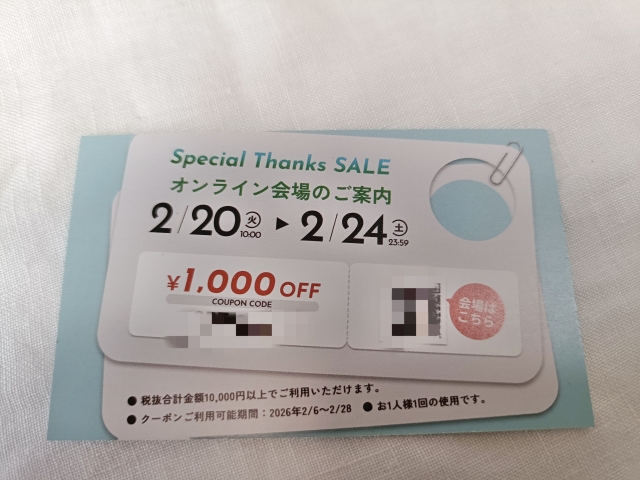 Special Thanks SALE
オンライン会場のご案内
2/20 火 10:00 ▶ 2/24 土 23:59
¥1,000 OFF
COUPON CODE
会場は
こちら
● 税抜合計金額10,000円以上でご利用いただけます。
● クーポンご利用可能期間：2026年2/6～2/28 ● お1人様1回の使用です。